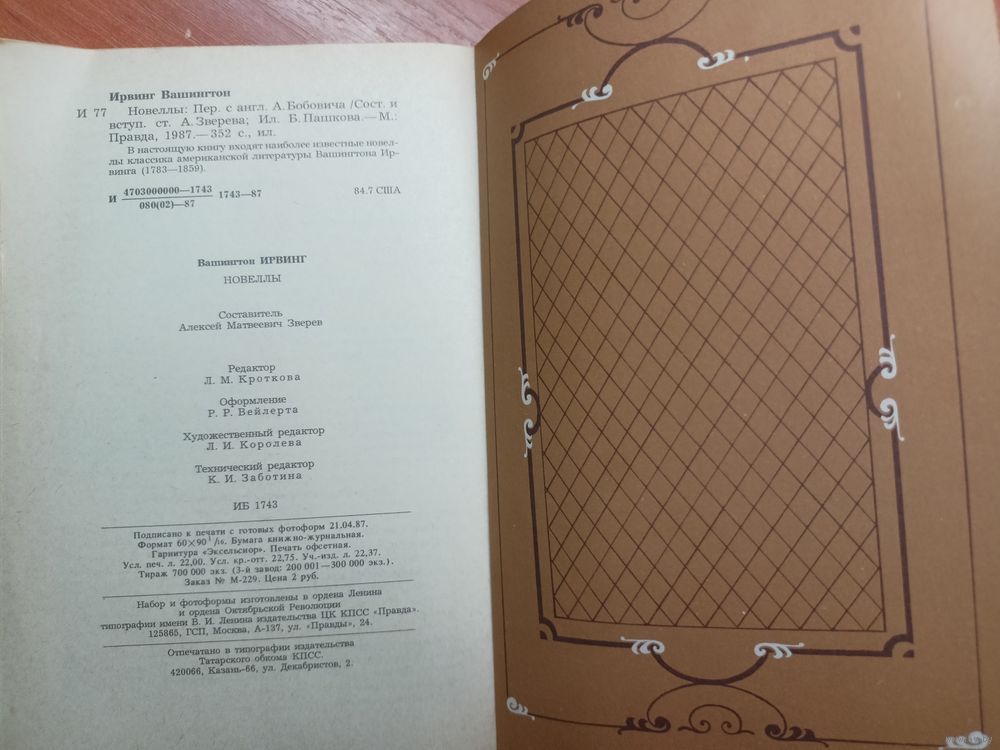 Ирвинг Вашингтон
И 77 Новеллы: Пер. с англ. А. Бобовича /Сост. и
вступ. ст. А. Зверева; Ил. Б. Пашкова.— М.:
Правда, 1987.— 352 с., ил.
В настоящую книгу входят наиболее известные новел-
лы классика американской литературы Вашингтона Ир-
винга (1783—1859).
4703000000—1743
И 1743—87 84.7 США
080(02)—87
Вашингтон ИРВИНГ
НОВЕЛЛЫ
Составитель
Алексей Матвеевич Зверев
Редактор
Л. М. Кроткова
Оформление
Р. Р. Вейлерта
Художественный редактор
Л. И. Королева
Технический редактор
К. И. Заботина
ИБ 1743
Подписано к печати с готовых фотоформ 21.04.87.
Формат 60×90 1/16. Бумага книжно-журнальная.
Гарнитура «Эксельсиор». Печать офсетная.
Усл. печ. л. 22,00. Усл. кр.-отт. 22,75. Уч.-изд. л. 22,37.
Тираж 700 000 экз. (3-й завод: 200 001—300 000 экз.).
Заказ № М-229. Цена 2 руб.
Набор и фотоформы изготовлены в ордена Ленина
и ордена Октябрьской Революции
типографии имени В. И. Ленина издательства ЦК КПСС «Правда».
125865, ГСП, Москва, А-137, ул. «Правды», 24.
Отпечатано в типографии издательства
Татарского обкома КПСС.
420066, Казань-66, ул. Декабристов, 2.